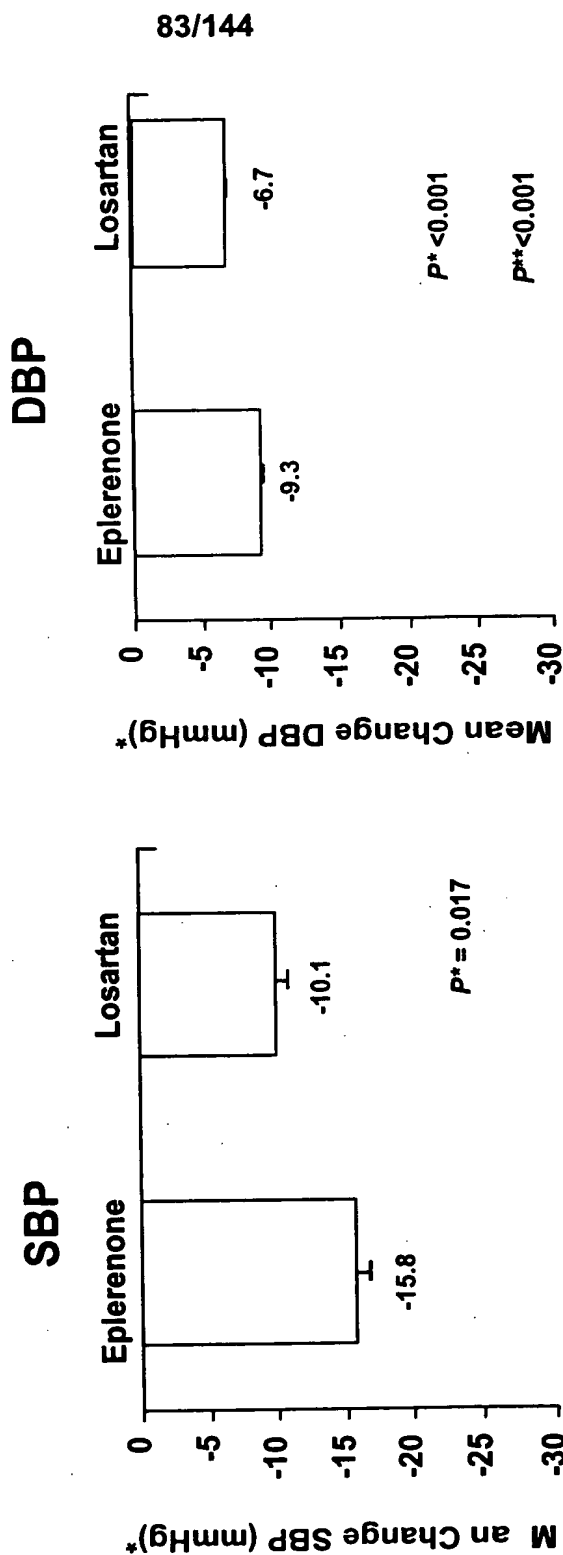 83/144
SBP
Eplerenone
Losartan
0
-5
-10
-15
-20
-25
-30
M an Change SBP (mmHg)*
-15.8
-10.1
P* = 0.017
DBP
Eplerenone
Losartan
0
-5
-10
-15
-20
-25
-30
Mean Change DBP (mmHg)*
-9.3
-6.7
P* <0.001
P**<0.001